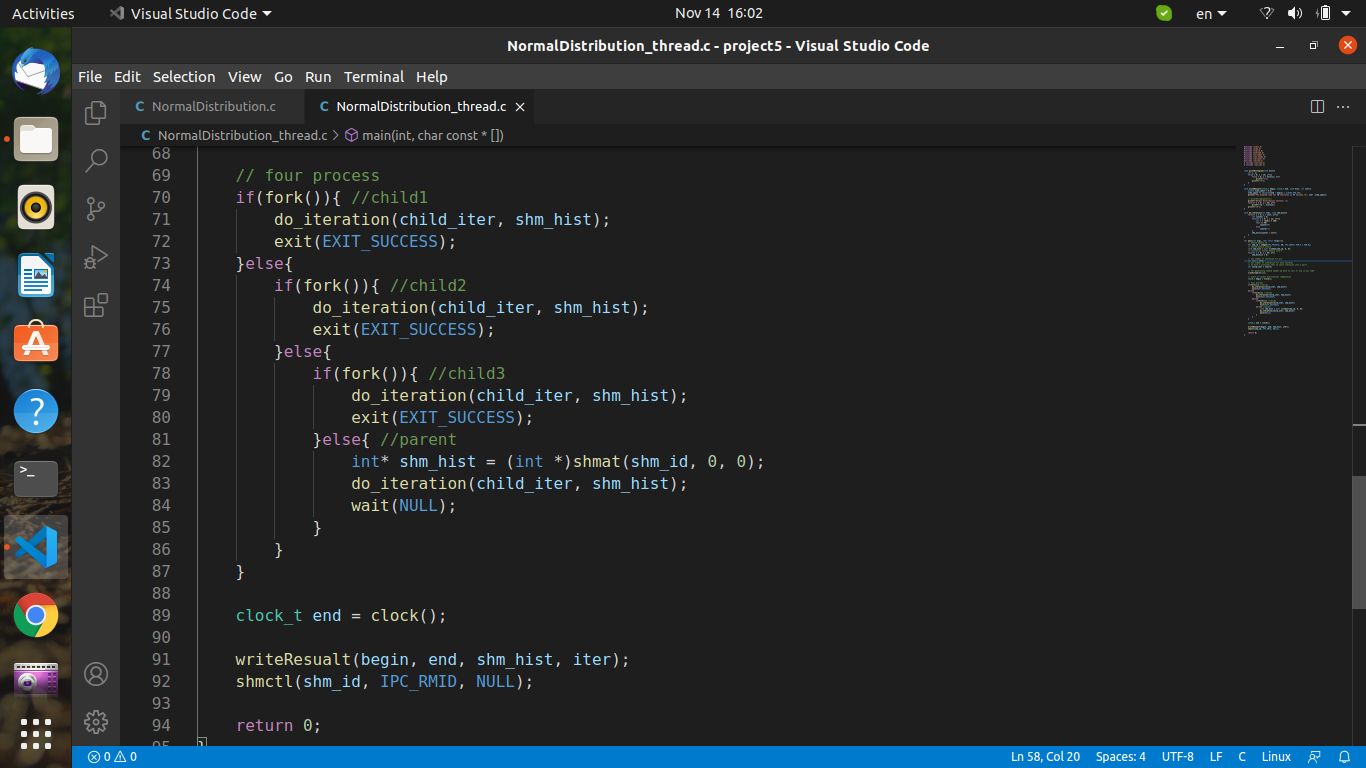 Activities Visual Studio Code Nov 14 16:02 en
NormalDistribution_thread.c - project5 - Visual Studio Code
File Edit Selection View Go Run Terminal Help
C NormalDistribution.c C NormalDistribution_thread.c
C NormalDistribution_thread.c > main(int, char const * [])
68
69 // four process
70 if(fork()){ //child1
71 do_iteration(child_iter, shm_hist);
72 exit(EXIT_SUCCESS);
73 }else{
74 if(fork()){ //child2
75 do_iteration(child_iter, shm_hist);
76 exit(EXIT_SUCCESS);
77 }else{
78 if(fork()){ //child3
79 do_iteration(child_iter, shm_hist);
80 exit(EXIT_SUCCESS);
81 }else{ //parent
82 int* shm_hist = (int *)shmat(shm_id, 0, 0);
83 do_iteration(child_iter, shm_hist);
84 wait(NULL);
85 }
86 }
87 }
88
89 clock_t end = clock();
90
91 writeResualt(begin, end, shm_hist, iter);
92 shmctl(shm_id, IPC_RMID, NULL);
93
94 return 0;
95 }
0 0 Ln 58, Col 20 Spaces: 4 UTF-8 LF C Linux